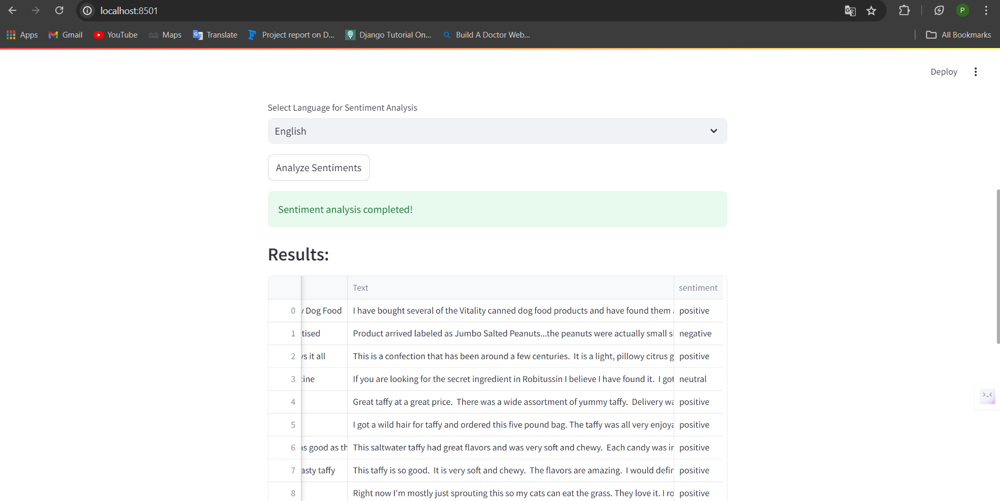 localhost:8501
P
Apps Gmail YouTube Maps Translate Project report on D... Django Tutorial On... Build A Doctor Web... All Bookmarks
Deploy
Select Language for Sentiment Analysis
English
Analyze Sentiments
Sentiment analysis completed!
Results:
Text sentiment
0 y Dog Food I have bought several of the Vitality canned dog food products and have found them positive
1 tised Product arrived labeled as Jumbo Salted Peanuts...the peanuts were actually small si negative
2 ys it all This is a confection that has been around a few centuries. It is a light, pillowy citrus g positive
3 cine If you are looking for the secret ingredient in Robitussin I believe I have found it. I got neutral
4 Great taffy at a great price. There was a wide assortment of yummy taffy. Delivery wa positive
5 I got a wild hair for taffy and ordered this five pound bag. The taffy was all very enjoya positive
6 as good as th This saltwater taffy had great flavors and was very soft and chewy. Each candy was in positive
7 asty taffy This taffy is so good. It is very soft and chewy. The flavors are amazing. I would defin positive
8 Right now I'm mostly just sprouting this so my cats can eat the grass. They love it. I ro positive